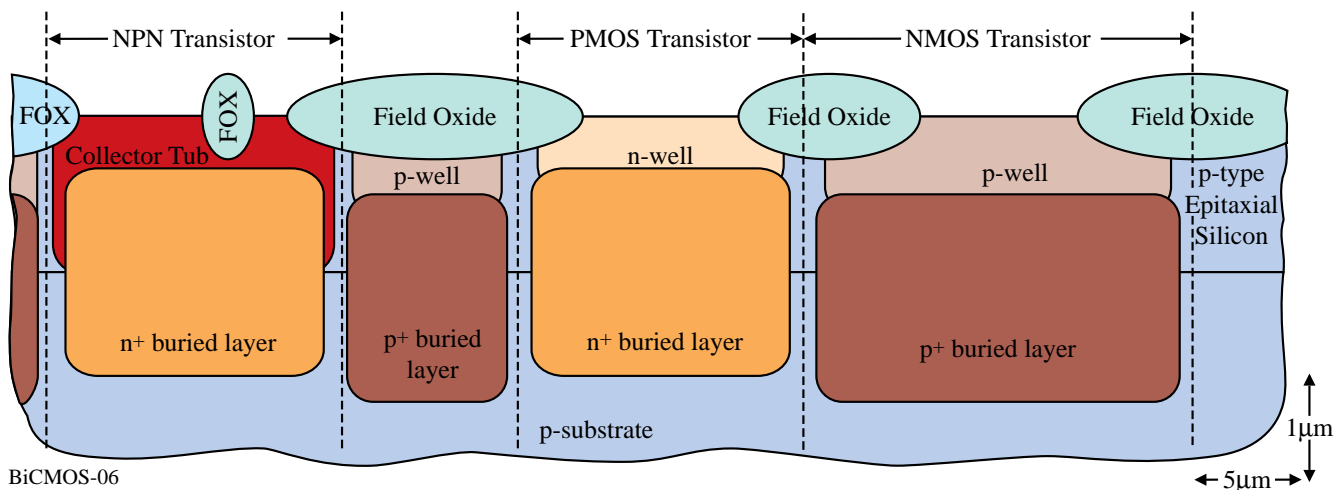 NPN Transistor
PMOS Transistor
NMOS Transistor
FOX
FOX
Field Oxide
Field Oxide
Field Oxide
Collector Tub
p-well
n-well
p-well
p-type
Epitaxial
Silicon
n+ buried layer
p+ buried
layer
n+ buried layer
p+ buried layer
p-substrate
1μm
5μm
BiCMOS-06